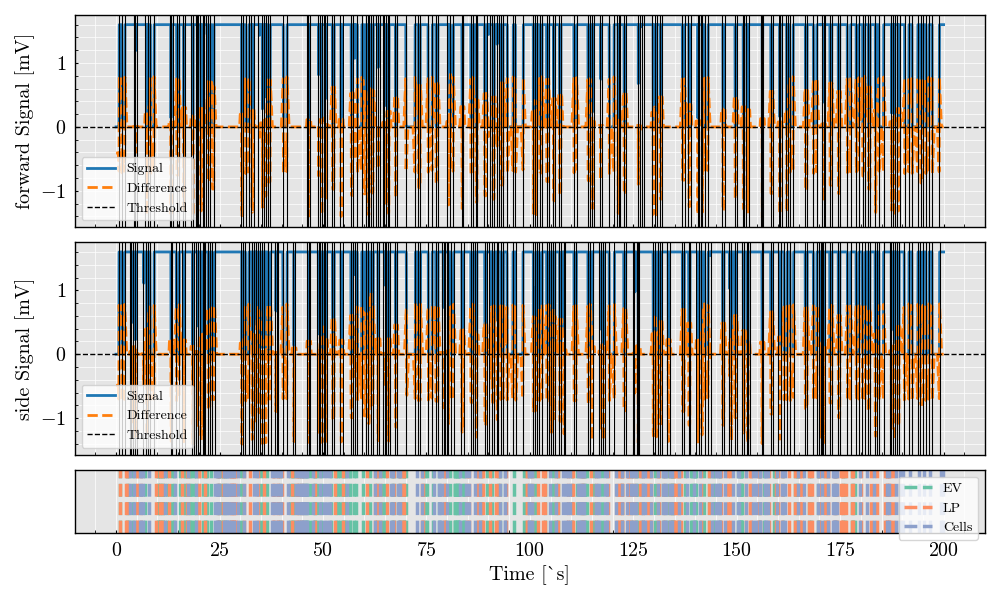 forward Signal [mV]
1
0
−1
Signal
Difference
Threshold
side Signal [mV]
1
0
−1
Signal
Difference
Threshold
EV
LP
Cells
0 25 50 75 100 125 150 175 200
Time [`s]